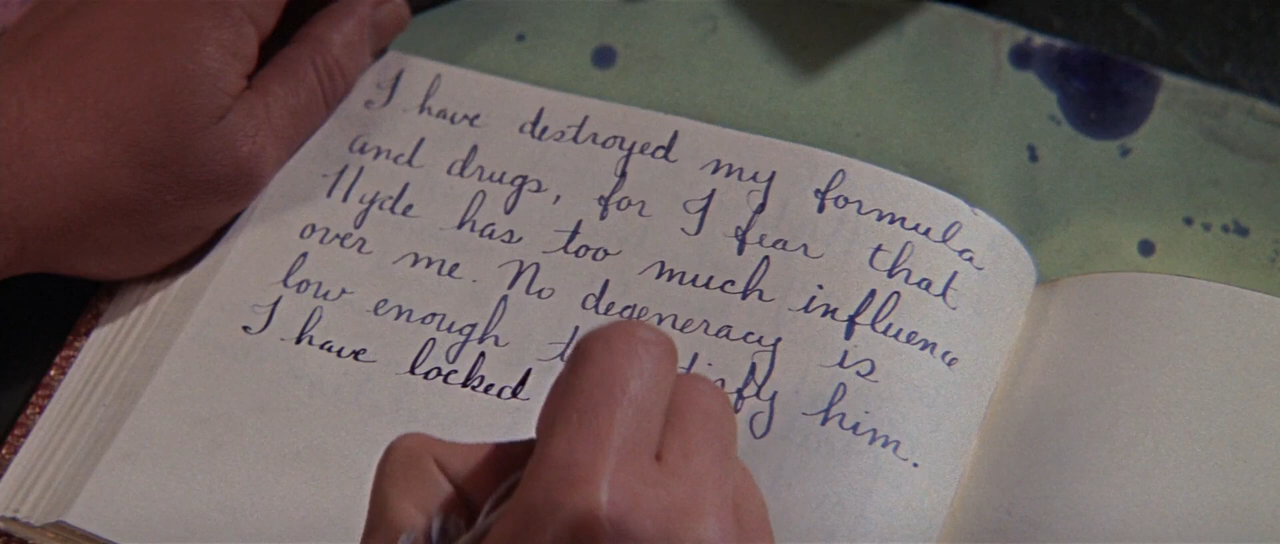 I have destroyed my formula
and drugs, for I fear that
Hyde has too much influence
over me. No degeneracy is
low enough him.
I have locked